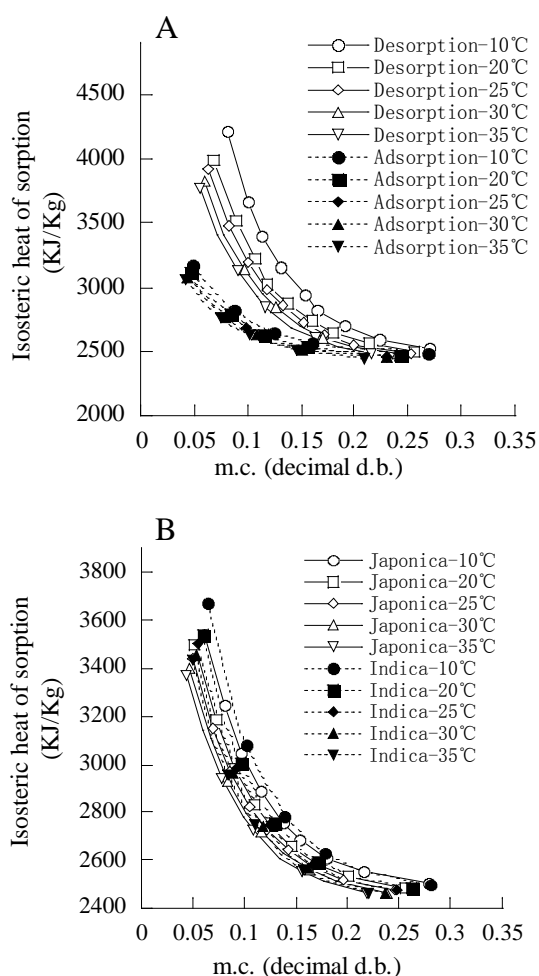 A
Desorption-10℃
Desorption-20℃
Desorption-25℃
Desorption-30℃
Desorption-35℃
Adsorption-10℃
Adsorption-20℃
Adsorption-25℃
Adsorption-30℃
Adsorption-35℃
Isosteric heat of sorption
(KJ/Kg)
4500
4000
3500
3000
2500
2000
0 0.05 0.1 0.15 0.2 0.25 0.3 0.35
m.c. (decimal d.b.)
B
Japonica-10℃
Japonica-20℃
Japonica-25℃
Japonica-30℃
Japonica-35℃
Indica-10℃
Indica-20℃
Indica-25℃
Indica-30℃
Indica-35℃
Isosteric heat of sorption
(KJ/Kg)
3800
3600
3400
3200
3000
2800
2600
2400
0 0.05 0.1 0.15 0.2 0.25 0.3 0.35
m.c. (decimal d.b.)